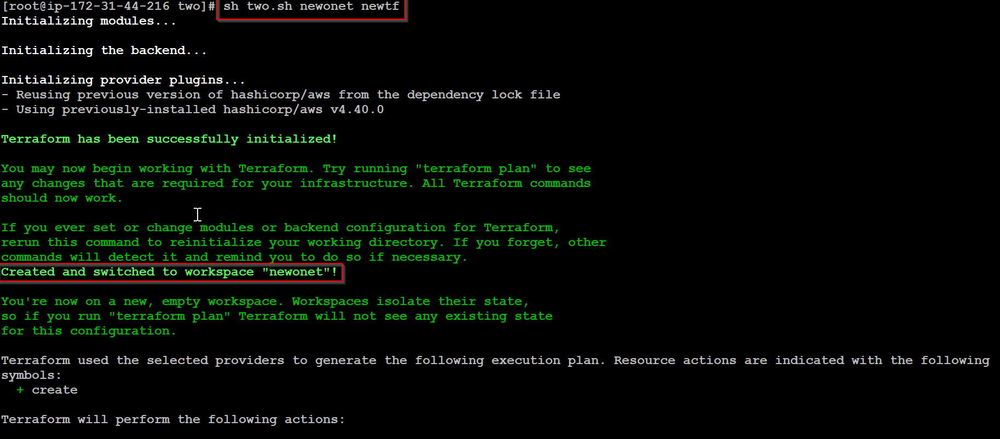 [root@ip-172-31-44-216 two]# sh two.sh newonet newtf
Initializing modules...
Initializing the backend...
Initializing provider plugins...
- Reusing previous version of hashicorp/aws from the dependency lock file
- Using previously-installed hashicorp/aws v4.40.0
Terraform has been successfully initialized!
You may now begin working with Terraform. Try running "terraform plan" to see
any changes that are required for your infrastructure. All Terraform commands
should now work.
If you ever set or change modules or backend configuration for Terraform,
rerun this command to reinitialize your working directory. If you forget, other
commands will detect it and remind you to do so if necessary.
Created and switched to workspace "newonet"!
You're now on a new, empty workspace. Workspaces isolate their state,
so if you run "terraform plan" Terraform will not see any existing state
for this configuration.
Terraform used the selected providers to generate the following execution plan. Resource actions are indicated with the following
symbols:
+ create
Terraform will perform the following actions: